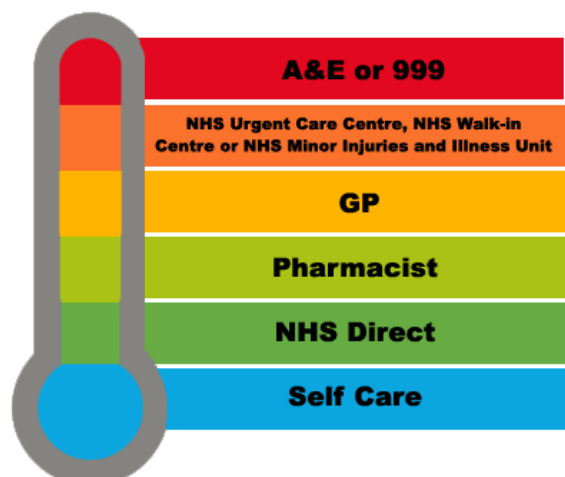 A&E or 999
NHS Urgent Care Centre, NHS Walk-in
Centre or NHS Minor Injuries and Illness Unit
GP
Pharmacist
NHS Direct
Self Care